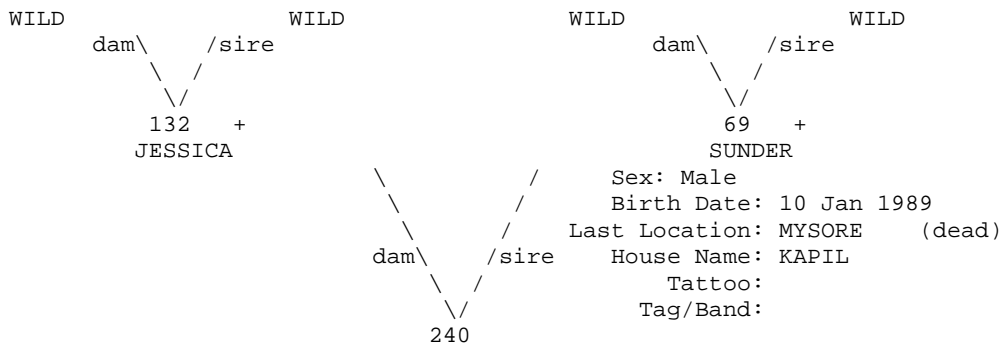 WILD WILD WILD WILD
dam\ /sire dam\ /sire
\ / \ /
\/ \/
132 + 69 +
JESSICA SUNDER
\ / Sex: Male
\ / Birth Date: 10 Jan 1989
\ / Last Location: MYSORE (dead)
dam\ /sire House Name: KAPIL
\ / Tattoo:
\/ Tag/Band:
240